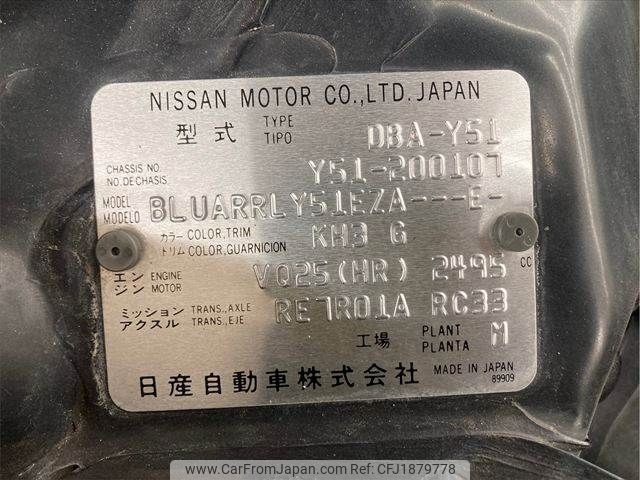 NISSAN MOTOR CO., LTD. JAPAN
型式 TYPE TIPO DBA-Y51
CHASSIS NO. NO. DE CHASIS Y51-200107
MODEL MODELO BLUARRLY51EZA---E-
カラー COLOR, TRIM トリム COLOR, GUARNICION KH3 G
エンジン ENGINE MOTOR VQ25(HR) 2495 CC
ミッション TRANS., AXLE アクスル TRANS., EJE RE7R01A RC33
工場 PLANT PLANTA M
日産自動車株式会社 MADE IN JAPAN
89909
www.CarFromJapan.com | Ref No: CFJ1879778